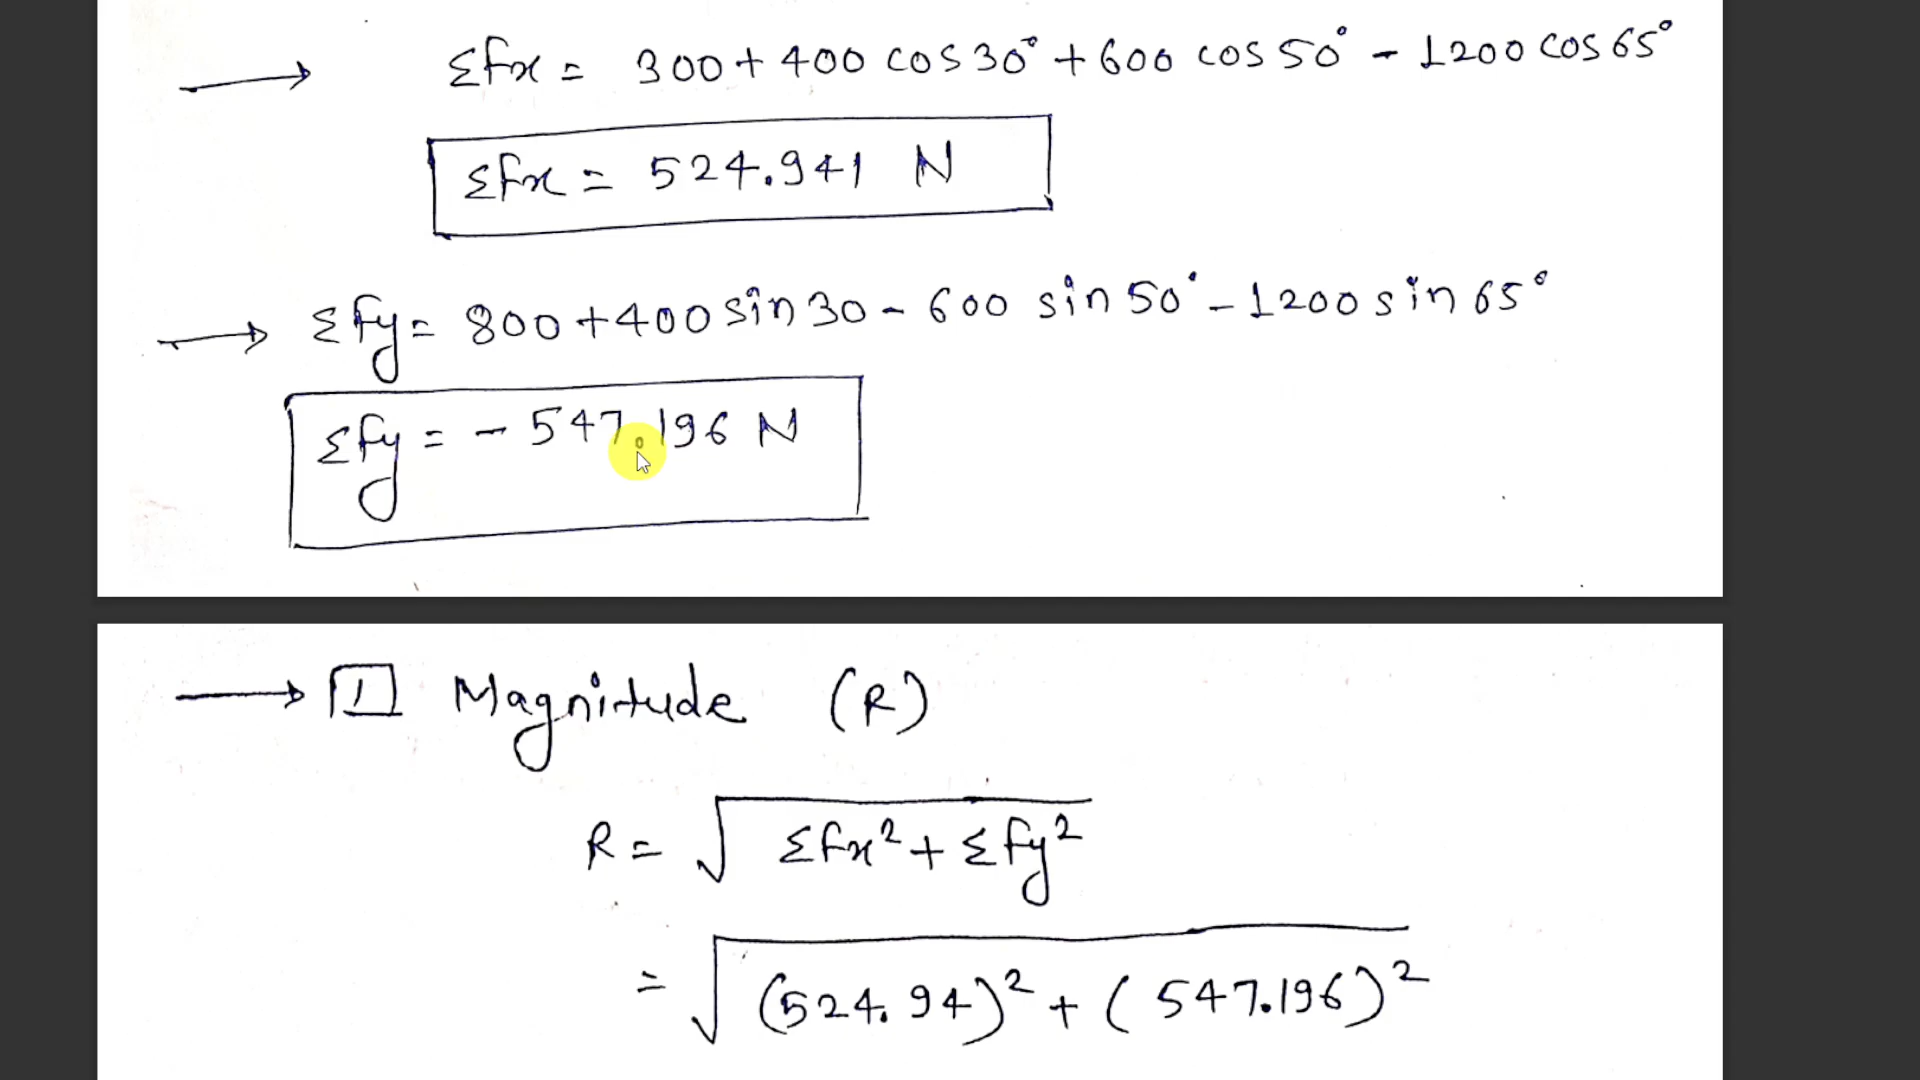 Σfx = 300 + 400 cos 30° + 600 cos 50° - 1200 cos 65°
Σfx = 524.941 N
Σfy = 800 + 400 sin 30 - 600 sin 50° - 1200 sin 65°
Σfy = - 547.196 N
1 Magnitude (R)
R = √ Σfx² + Σfy²
= √ (524.94)² + ( 547.196)²